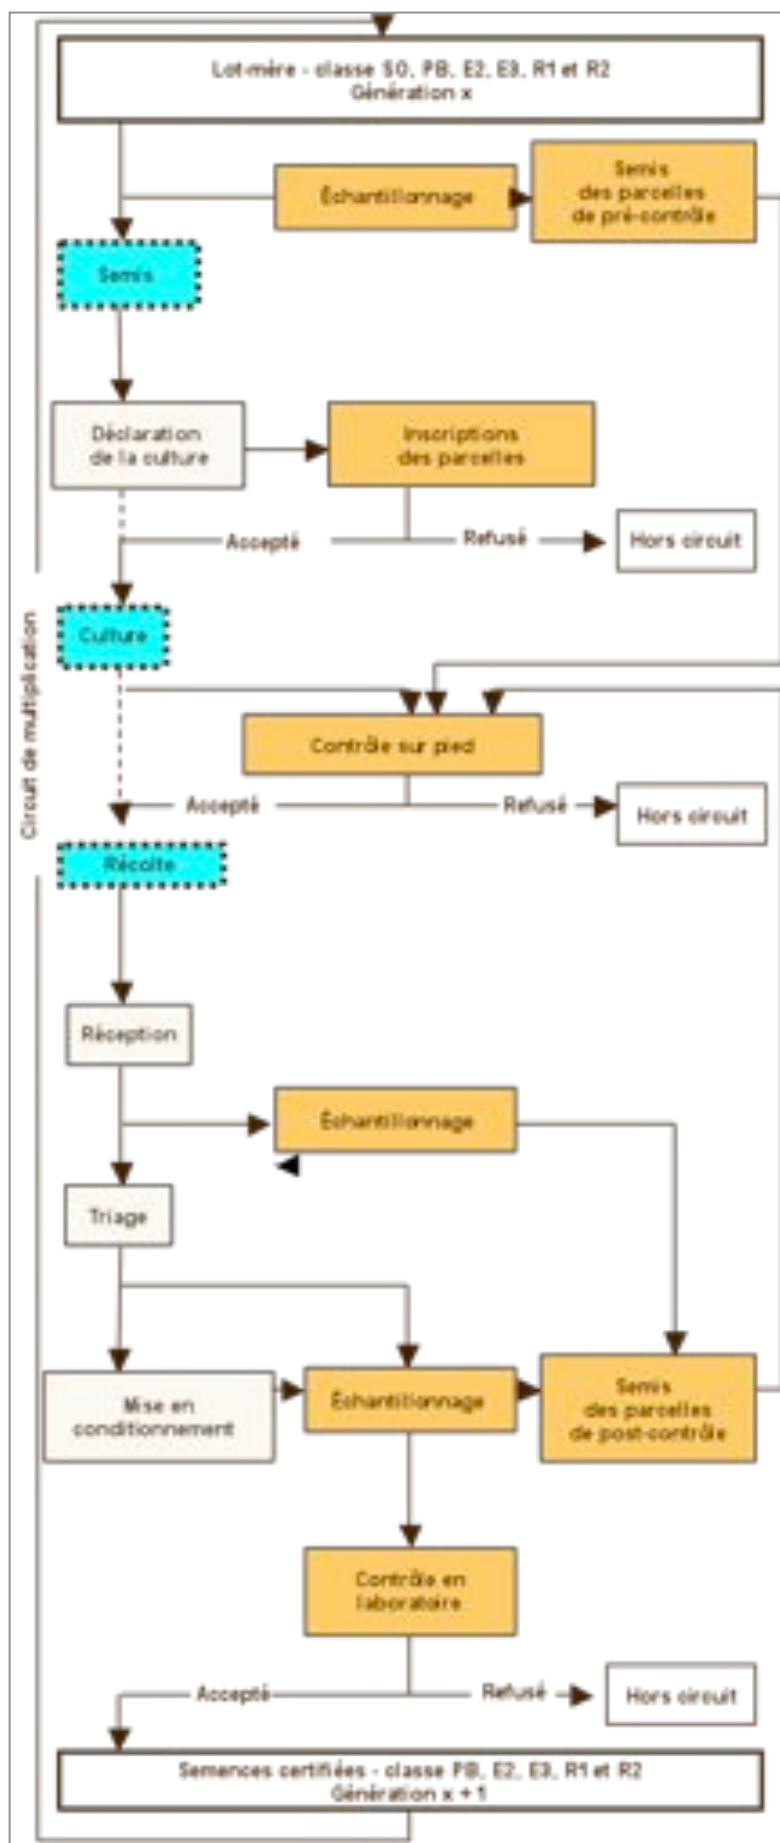 Lot-mère - classe SO, PB, E2, E3, R1 et R2
Génération x
Échantillonnage
Semis
des parcelles
de pré-contrôle
Semis
Déclaration
de la culture
Inscriptions
des parcelles
Accepté
Refusé
Hors circuit
Culture
Circuit de multiplication
Contrôle sur pied
Accepté
Refusé
Hors circuit
Récolte
Réception
Échantillonnage
Triage
Mise en
conditionnement
Échantillonnage
Semis
des parcelles
de post-contrôle
Contrôle en
laboratoire
Accepté
Refusé
Hors circuit
Semences certifiées - classe PB, E2, E3, R1 et R2
Génération x + 1